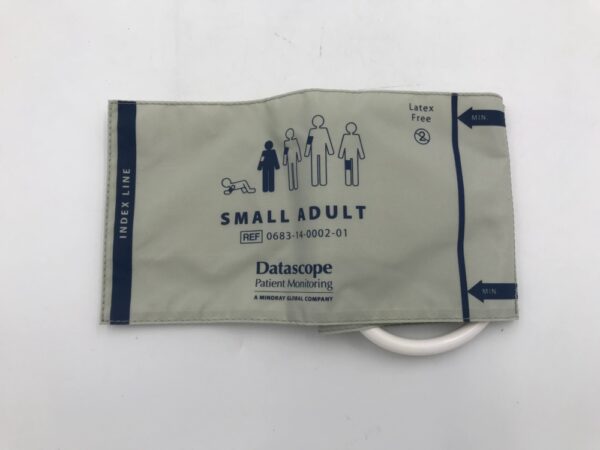 INDEX LINE
Latex
Free
2
MIN.
SMALL ADULT
REF 0683-14-0002-01
Datascope
Patient Monitoring
A MINDRAY GLOBAL COMPANY
MIN.